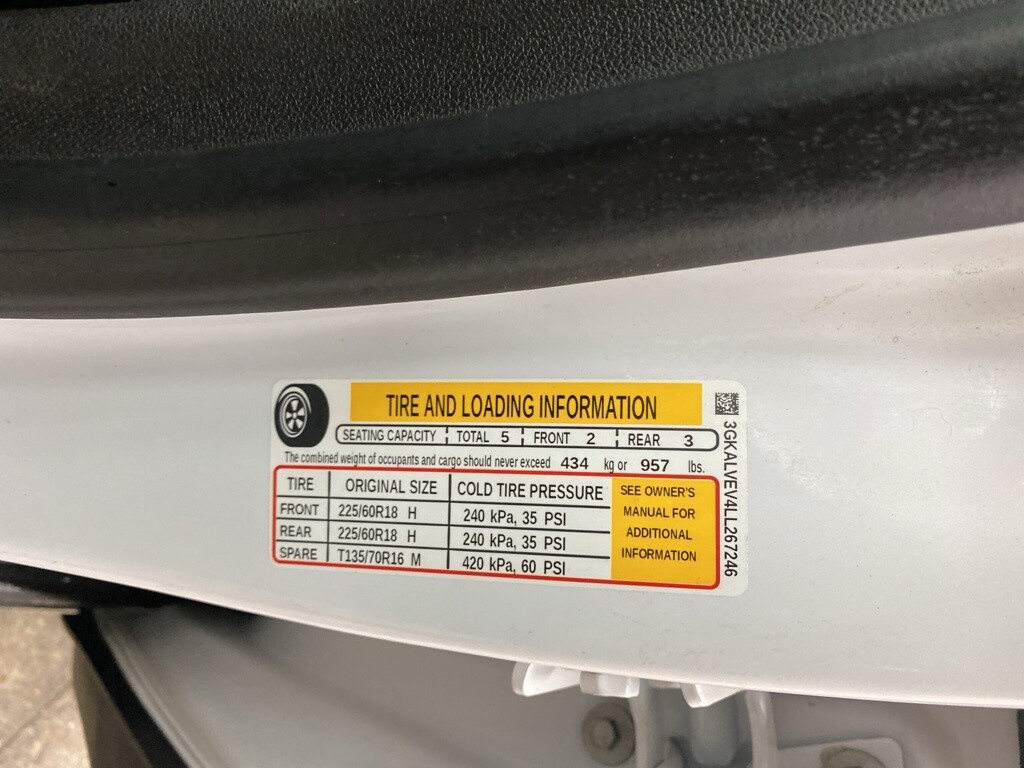 TIRE AND LOADING INFORMATION
SEATING CAPACITY TOTAL 5 FRONT 2 REAR 3
The combined weight of occupants and cargo should never exceed 434 kg or 957 lbs.
TIRE ORIGINAL SIZE COLD TIRE PRESSURE
FRONT 225/60R18 H 240 kPa, 35 PSI
REAR 225/60R18 H 240 kPa, 35 PSI
SPARE T135/70R16 M 420 kPa, 60 PSI
SEE OWNER'S
MANUAL FOR
ADDITIONAL
INFORMATION
3GKALVEV4LL267246